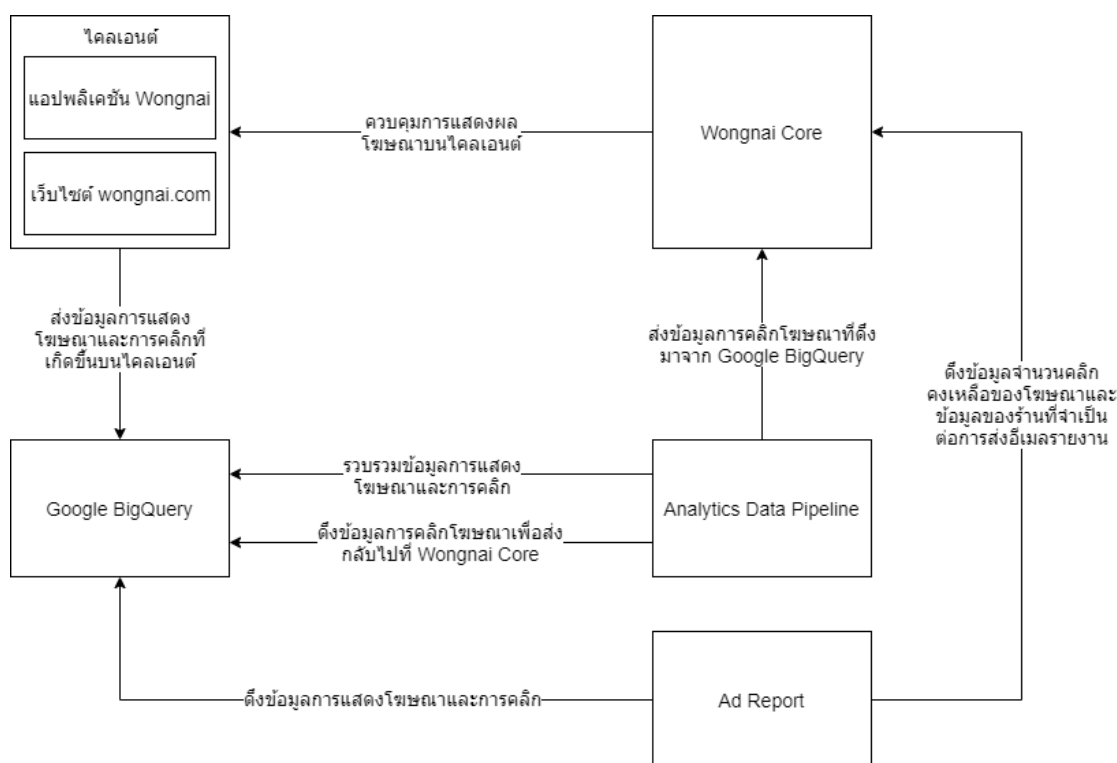 ไคลเอนต์
แอปพลิเคชัน Wongnai
เว็บไซต์ wongnai.com
ควบคุมการแสดงผล
โฆษณาบนไคลเอนต์
Wongnai Core
ส่งข้อมูลการแสดง
โฆษณาและการคลิกที่
เกิดขึ้นบนไคลเอนต์
ส่งข้อมูลการคลิกโฆษณาที่ดึง
มาจาก Google BigQuery
ดึงข้อมูลจำนวนคลิก
คงเหลือของโฆษณาและ
ข้อมูลของร้านที่จำเป็น
ต่อการส่งอีเมลรายงาน
Google BigQuery
รวบรวมข้อมูลการแสดง
โฆษณาและการคลิก
ดึงข้อมูลการคลิกโฆษณาเพื่อส่ง
กลับไปที่ Wongnai Core
Analytics Data Pipeline
ดึงข้อมูลการแสดงโฆษณาและการคลิก
Ad Report